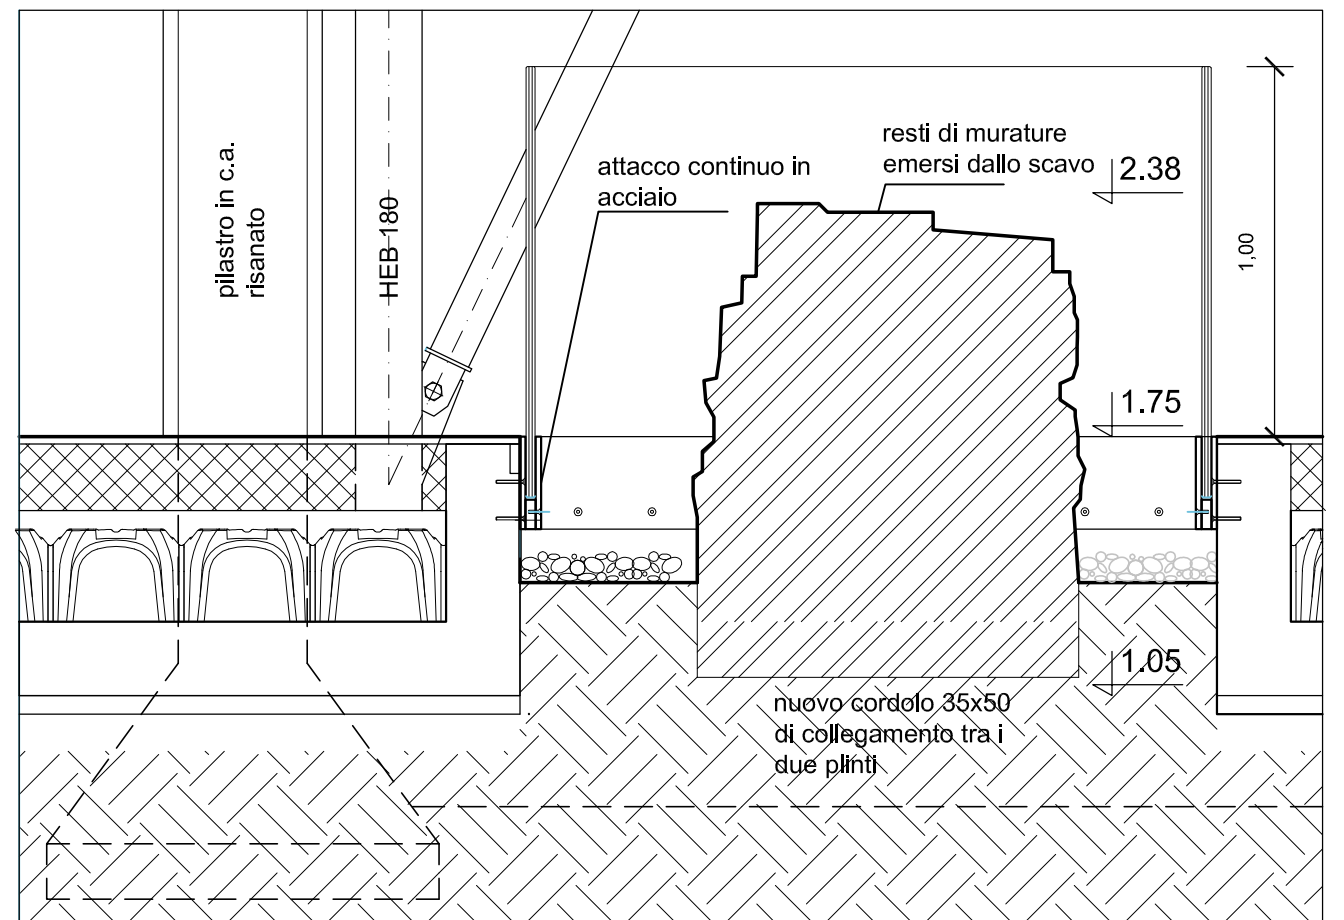 pilastro in c.a.
risanato
HEB 180
attacco continuo in
acciaio
resti di murature
emersi dallo scavo
2.38
1,00
1.75
1.05
nuovo cordolo 35x50
di collegamento tra i
due plinti